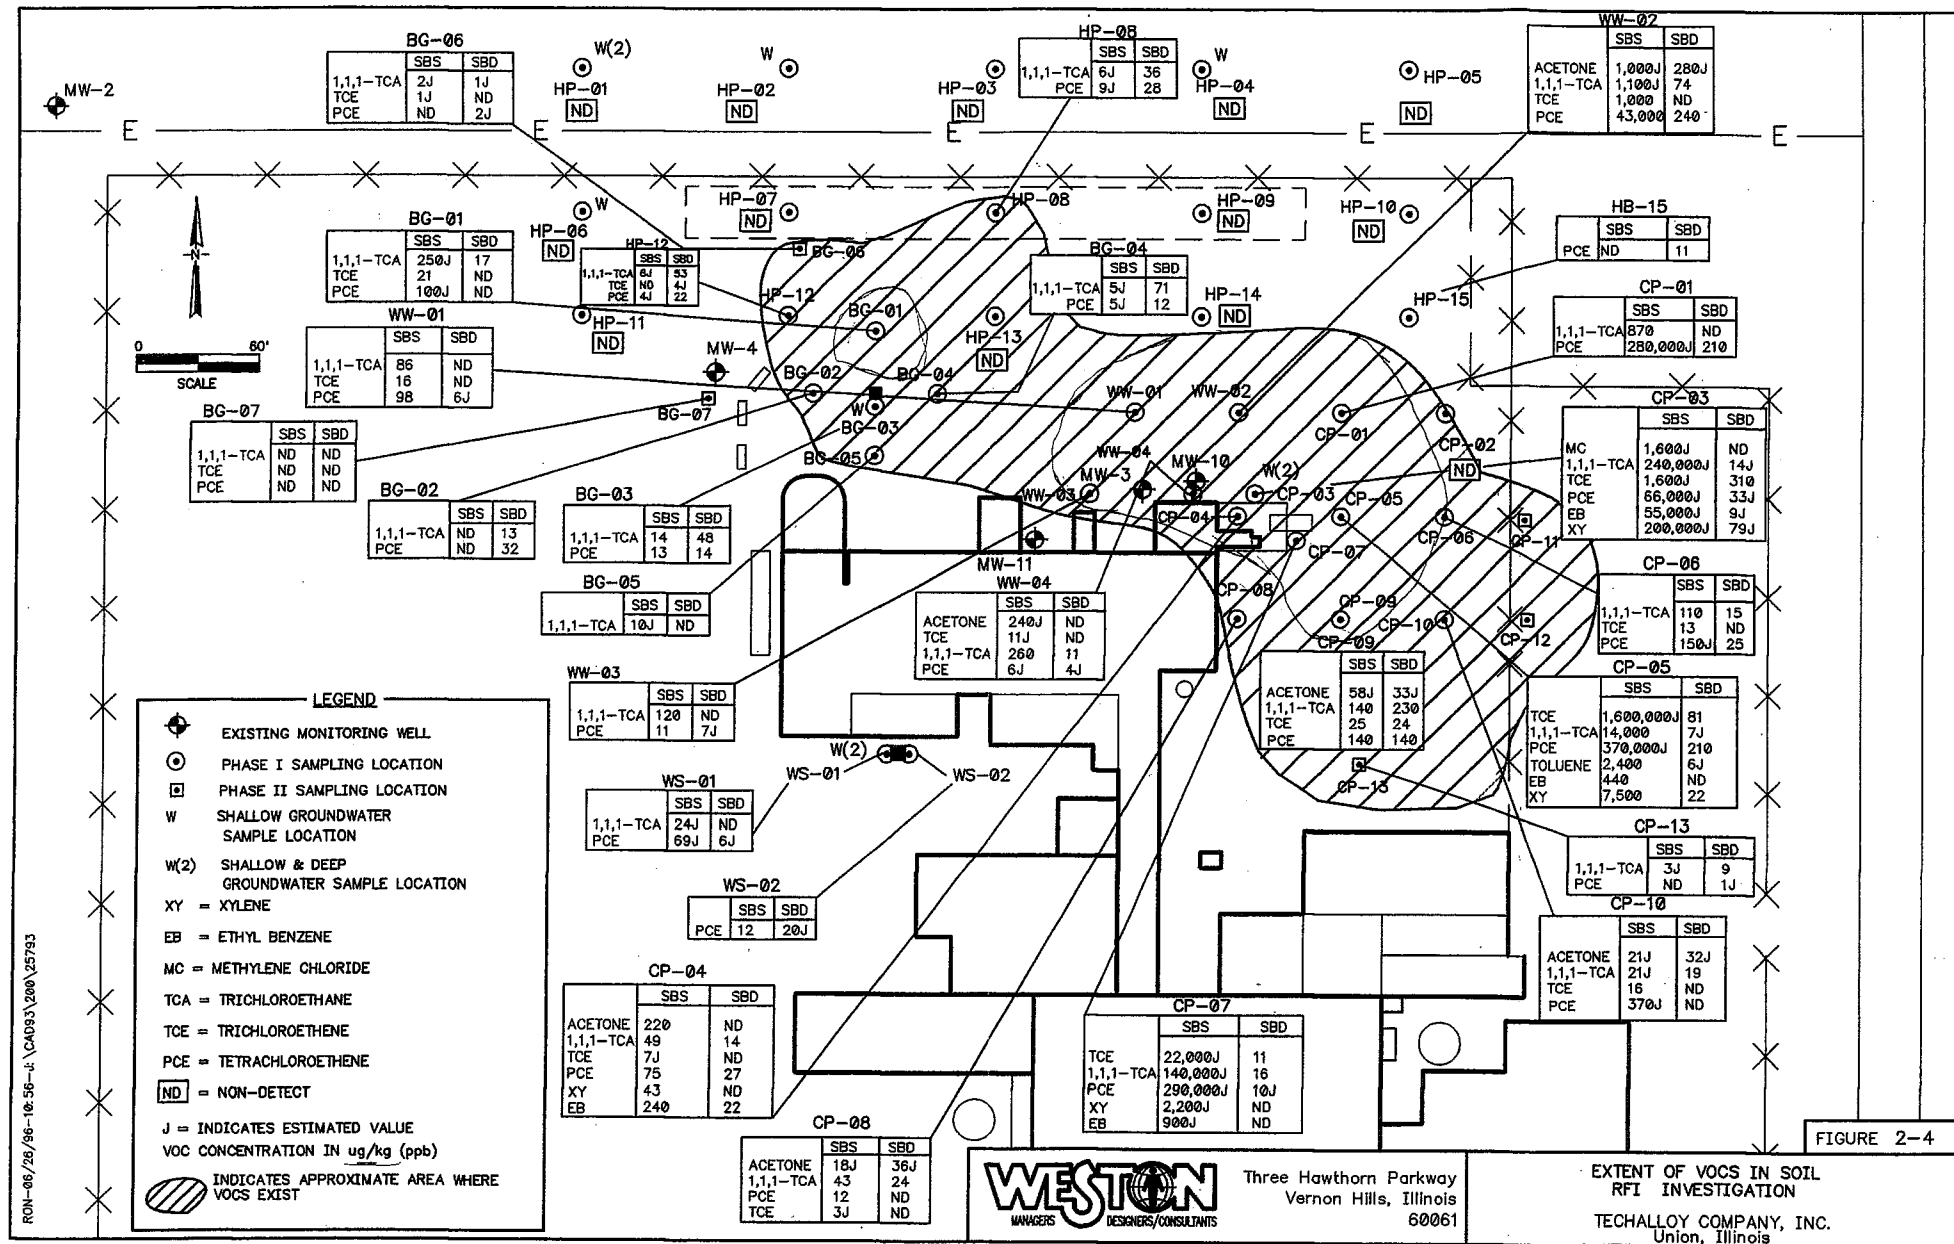 BG-06
SBS SBD
1,1,1-TCA 2J 1J
TCE 1J ND
PCE ND 2J
W(2)
HP-01
ND
W
HP-02
ND
HP-03
ND
HP-08
SBS SBD
1,1,1-TCA 6J 36
PCE 9J 28
W
HP-04
ND
HP-05
ND
WW-02
SBS SBD
ACETONE 1,000J 280J
1,1,1-TCA 1,100J 74
TCE 1,000 ND
PCE 43,000 240
MW-2
E E E E E
HP-06
ND
W
HP-07
ND
HP-08
HP-09
ND
HP-10
ND
HB-15
SBS SBD
PCE ND 11
-N-
BG-01
SBS SBD
1,1,1-TCA 250J 17
TCE 21 ND
PCE 100J ND
HP-12
SBS SBD
1,1,1-TCA 6J 53
TCE ND 4J
PCE 4J 22
BG-06
BG-04
SBS SBD
1,1,1-TCA 5J 71
PCE 5J 12
HP-12
HP-11
ND
BG-01
HP-13
ND
HP-14
ND
HP-15
CP-01
SBS SBD
1,1,1-TCA 870 ND
PCE 280,000J 210
0 60'
SCALE
WW-01
SBS SBD
1,1,1-TCA 86 ND
TCE 16 ND
PCE 98 6J
MW-4
BG-07
BG-02
BG-04
W
BG-03
BG-05
WW-01
WW-02
CP-01
CP-02
ND
BG-07
SBS SBD
1,1,1-TCA ND ND
TCE ND ND
PCE ND ND
CP-03
SBS SBD
MC 1,600J ND
1,1,1-TCA 240,000J 14J
TCE 1,600J 310
PCE 66,000J 33J
EB 55,000J 9J
XY 200,000J 79J
WW-04
MW-3
MW-10
W(2)
WW-03
CP-03
CP-05
CP-04
CP-07
CP-06
CP-11
MW-11
BG-02
SBS SBD
1,1,1-TCA ND 13
PCE ND 32
BG-03
SBS SBD
1,1,1-TCA 14 48
PCE 13 14
BG-05
SBS SBD
1,1,1-TCA 10J ND
WW-04
SBS SBD
ACETONE 240J ND
TCE 11J ND
1,1,1-TCA 260 11
PCE 6J 4J
CP-08
CP-09
CP-10
CP-12
CP-06
SBS SBD
1,1,1-TCA 110 15
TCE 13 ND
PCE 150J 25
CP-09
SBS SBD
ACETONE 58J 33J
1,1,1-TCA 140 230
TCE 25 24
PCE 140 140
CP-05
SBS SBD
TCE 1,600,000J 81
1,1,1-TCA 14,000 7J
PCE 370,000J 210
TOLUENE 2,400 6J
EB 440 ND
XY 7,500 22
WW-03
SBS SBD
1,1,1-TCA 120 ND
PCE 11 7J
W(2)
WS-01
WS-02
WS-01
SBS SBD
1,1,1-TCA 24J ND
PCE 69J 6J
CP-13
CP-13
SBS SBD
1,1,1-TCA 3J 9
PCE ND 1J
WS-02
SBS SBD
PCE 12 20J
CP-10
SBS SBD
ACETONE 21J 32J
1,1,1-TCA 21J 19
TCE 16 ND
PCE 370J ND
CP-04
SBS SBD
ACETONE 220 ND
1,1,1-TCA 49 14
TCE 7J ND
PCE 75 27
XY 43 ND
EB 240 22
CP-07
SBS SBD
TCE 22,000J 11
1,1,1-TCA 140,000J 16
PCE 290,000J 10J
XY 2,200J ND
EB 900J ND
CP-08
SBS SBD
ACETONE 18J 36J
1,1,1-TCA 43 24
PCE 12 ND
TCE 3J ND
LEGEND
EXISTING MONITORING WELL
PHASE I SAMPLING LOCATION
PHASE II SAMPLING LOCATION
W SHALLOW GROUNDWATER
SAMPLE LOCATION
W(2) SHALLOW & DEEP
GROUNDWATER SAMPLE LOCATION
XY = XYLENE
EB = ETHYL BENZENE
MC = METHYLENE CHLORIDE
TCA = TRICHLOROETHANE
TCE = TRICHLOROETHENE
PCE = TETRACHLOROETHENE
ND = NON-DETECT
J = INDICATES ESTIMATED VALUE
VOC CONCENTRATION IN ug/kg (ppb)
INDICATES APPROXIMATE AREA WHERE
VOCS EXIST
RON-06/26/96-10:56-J:\CAD93\200\25793
WESTON
MANAGERS DESIGNERS/CONSULTANTS
Three Hawthorn Parkway
Vernon Hills, Illinois
60061
FIGURE 2-4
EXTENT OF VOCS IN SOIL
RFI INVESTIGATION
TECHALLOY COMPANY, INC.
Union, Illinois